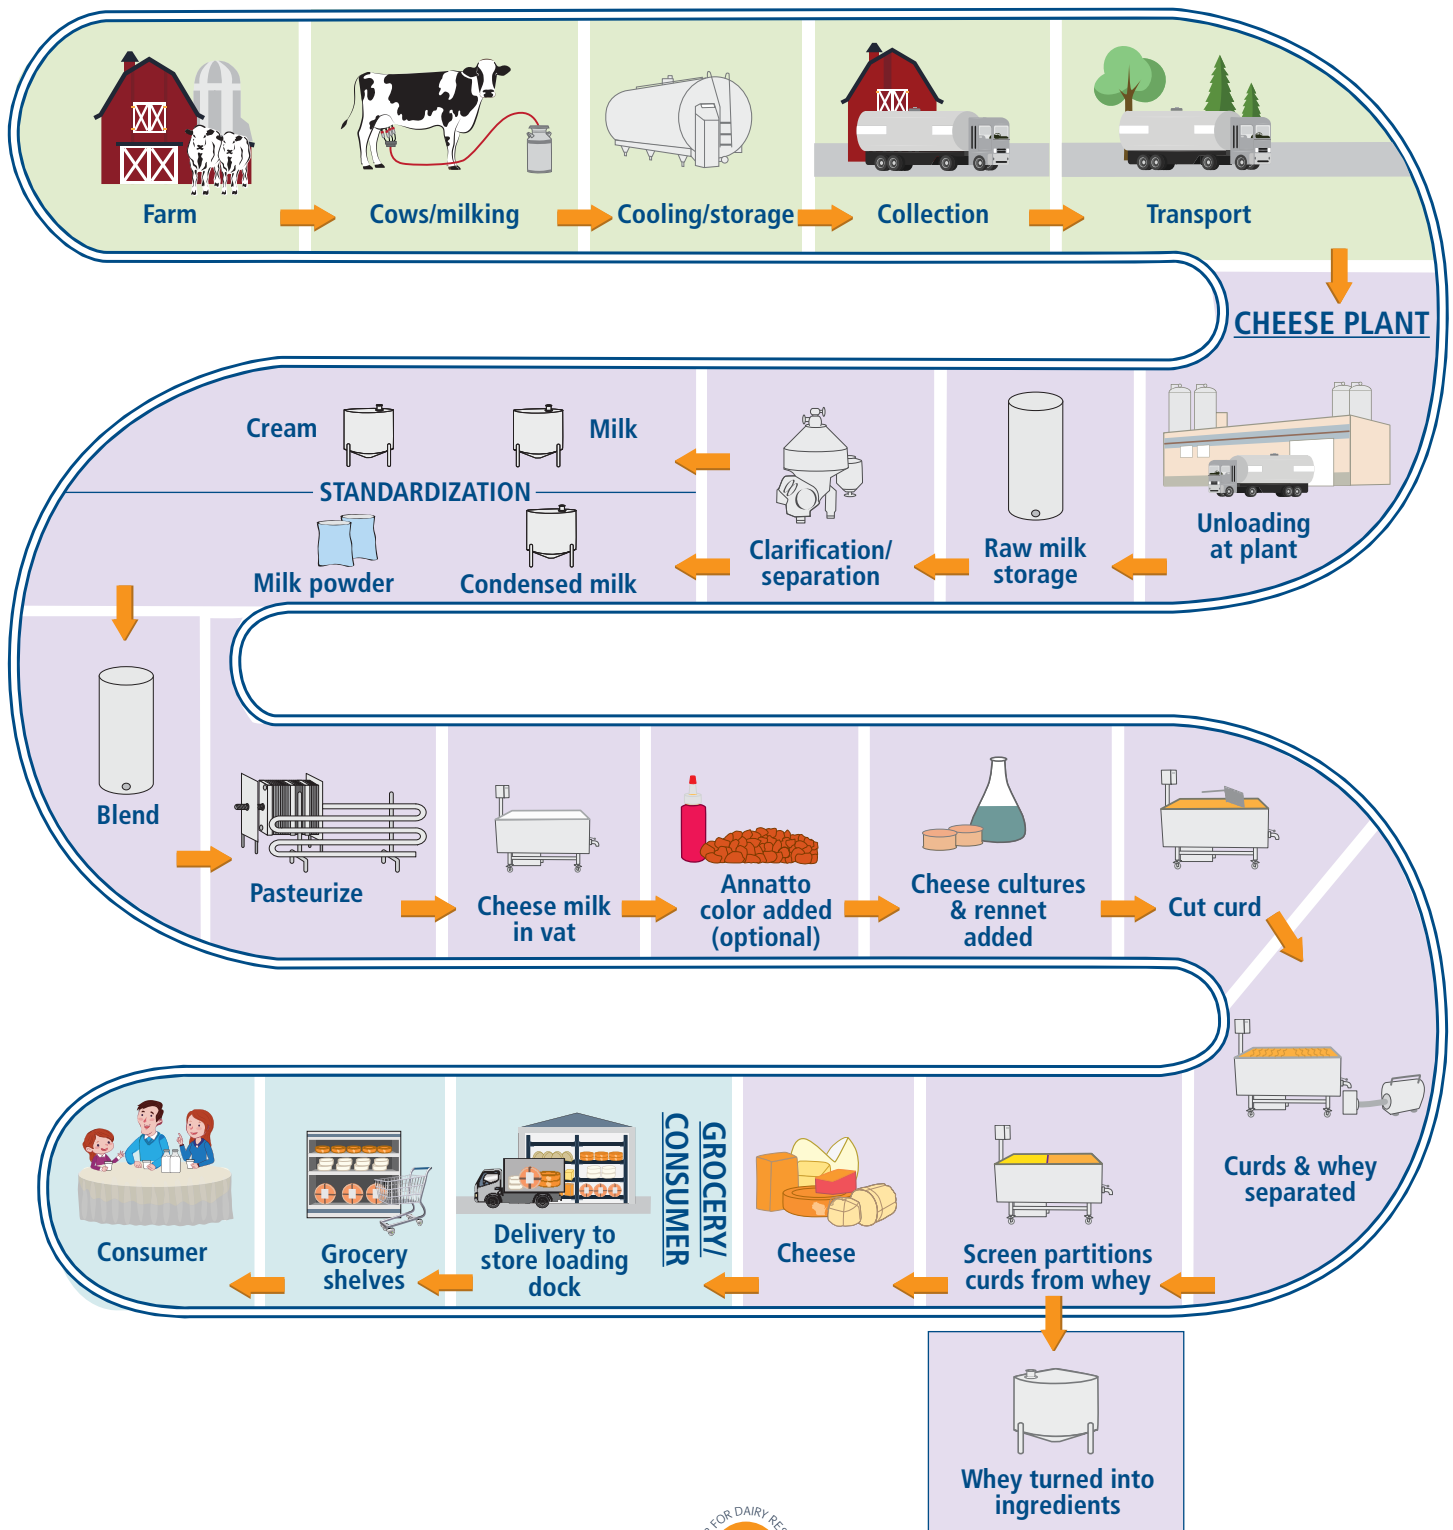 Farm
Cows/milking
Cooling/storage
Collection
Transport
CHEESE PLANT
Unloading
at plant
Raw milk
storage
Clarification/
separation
Cream
Milk
STANDARDIZATION
Milk powder
Condensed milk
Blend
Pasteurize
Cheese milk
in vat
Annatto
color added
(optional)
Cheese cultures
& rennet
added
Cut curd
Curds & whey
separated
Screen partitions
curds from whey
Whey turned into
ingredients
Cheese
GROCERY/
CONSUMER
Delivery to
store loading
dock
Grocery
shelves
Consumer
FOR DAIRY